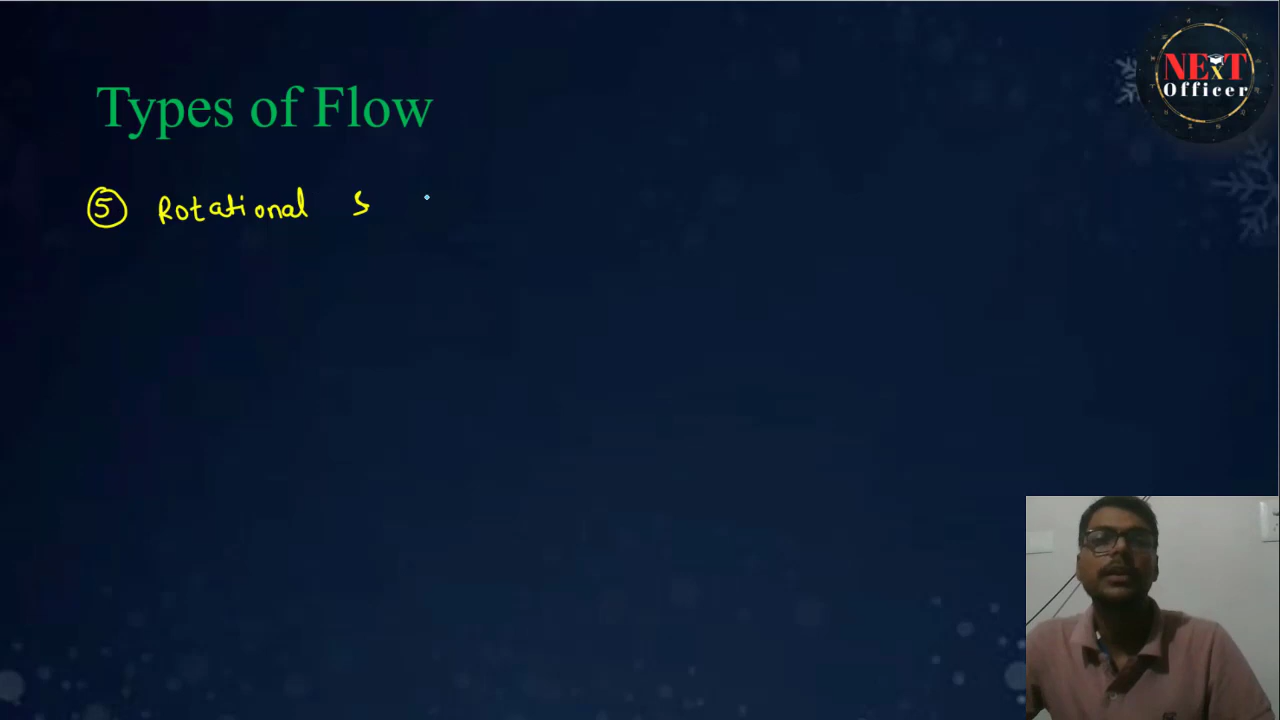 NExT
Officer
Types of Flow
⑤ Rotational &